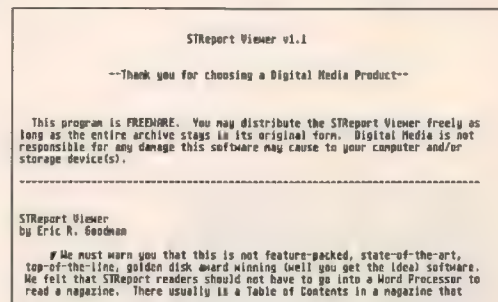 STReport Viewer v1.1
--Thank you for choosing a Digital Media Product--
This program is FREEWARE. You may distribute the STReport Viewer freely as
long as the entire archive stays in its original form. Digital Media is not
responsible for any damage this software may cause to your computer and/or
storage device(s).
--------------------------------------------------------------------------------
STReport Viewer
by Eric R. Goodman
We must warn you that this is not feature-packed, state-of-the-art,
top-of-the-line, golden disk award winning (well you get the idea) software.
We felt that STReport readers should not have to go into a Word Processor to
read a magazine. There usually is a Table of Contents in a magazine that